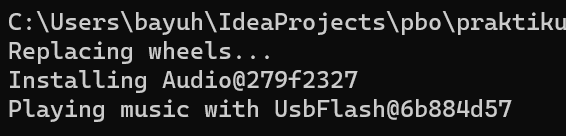 C:\Users\bayuh\IdeaProjects\pbo\praktiku
Replacing wheels...
Installing Audio@279f2327
Playing music with UsbFlash@6b884d57